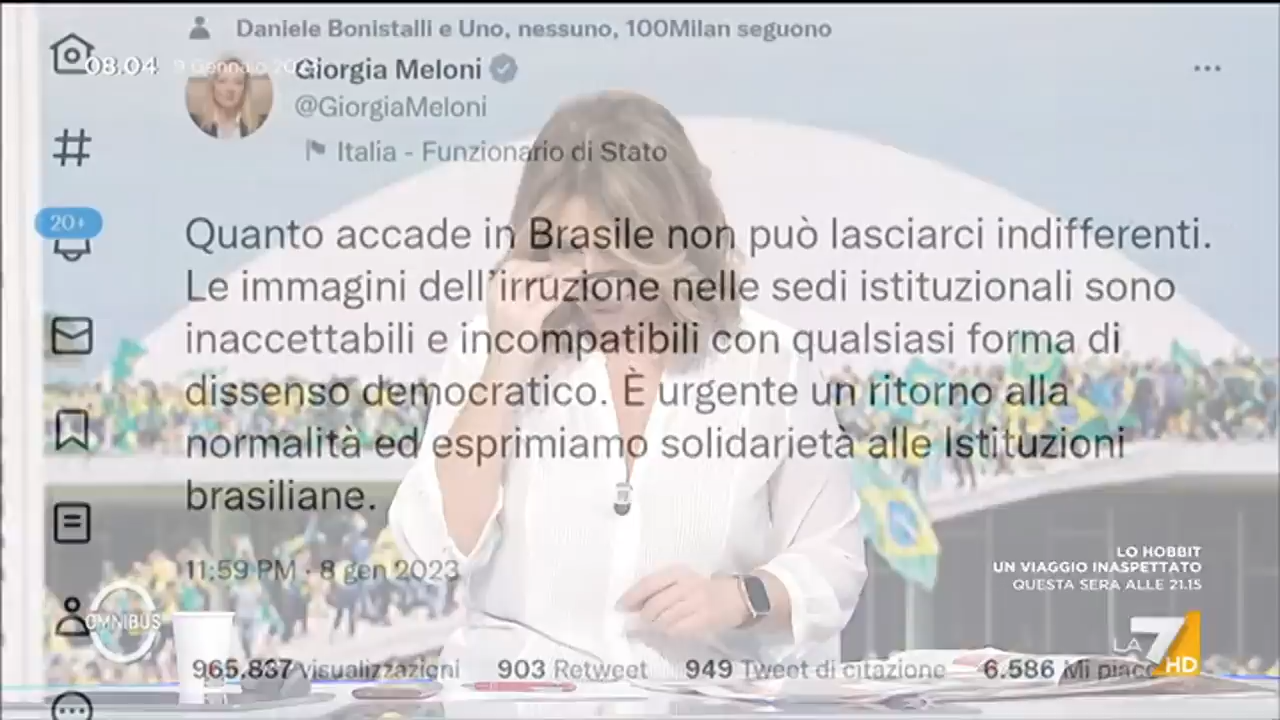 Daniele Bonistalli e Uno, nessuno, 100Milan seguono
08.04
Giorgia Meloni
@GiorgiaMeloni
Italia - Funzionario di Stato
20+
Quanto accade in Brasile non può lasciarci indifferenti.
Le immagini dell'irruzione nelle sedi istituzionali sono
inaccettabili e incompatibili con qualsiasi forma di
dissenso democratico. È urgente un ritorno alla
normalità ed esprimiamo solidarietà alle Istituzioni
brasiliane.
11:59 PM · 8 gen 2023
LO HOBBIT
UN VIAGGIO INASPETTATO
QUESTA SERA ALLE 21.15
OMNIBUS
965.837 visualizzazioni 903 Retweet 949 Tweet di citazione 6.586 Mi piace
LA 7 HD